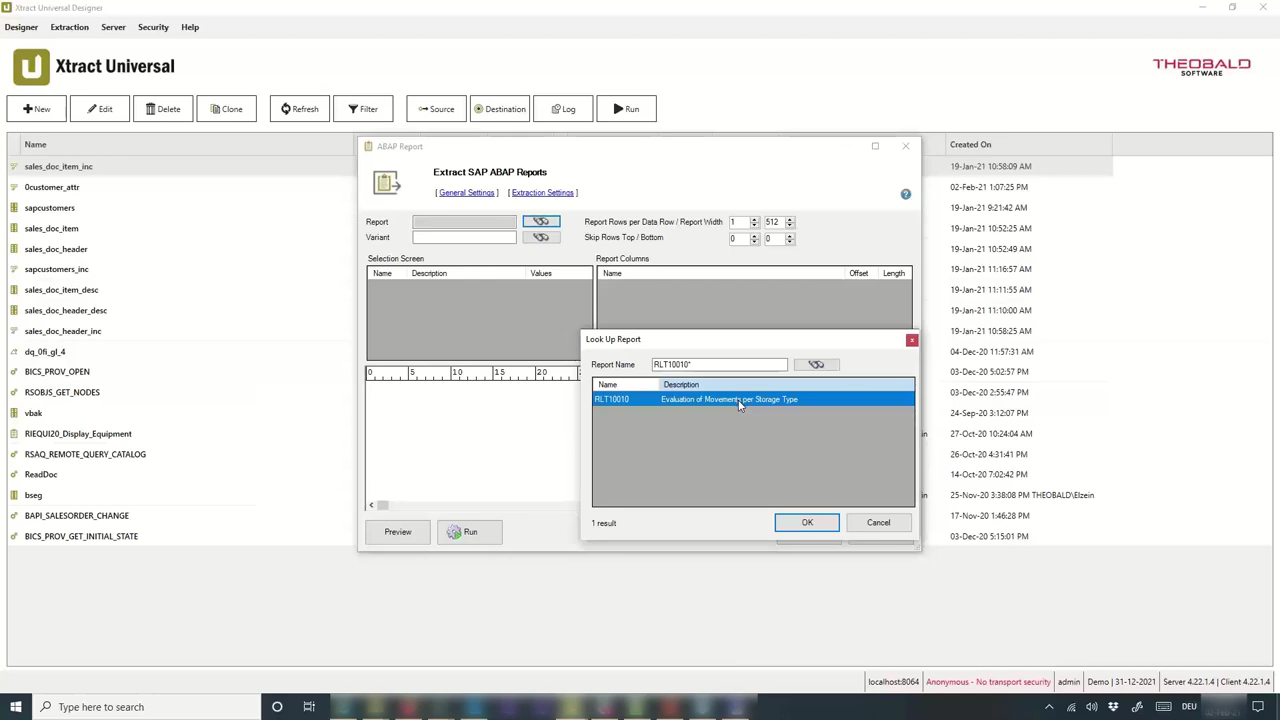 Xtract Universal Designer
Designer Extraction Server Security Help
Xtract Universal
THEOBALD
SOFTWARE
New Edit Delete Clone Refresh Filter Source Destination Log Run
Name Created On
sales_doc_item_inc 19-Jan-21 10:58:09 AM
0customer_attr 02-Feb-21 1:07:25 PM
sapcustomers 19-Jan-21 9:21:42 AM
sales_doc_item 19-Jan-21 10:52:25 AM
sales_doc_header 19-Jan-21 10:52:49 AM
sapcustomers_inc 19-Jan-21 11:16:57 AM
sales_doc_item_desc 19-Jan-21 11:11:55 AM
sales_doc_header_desc 19-Jan-21 11:10:00 AM
sales_doc_header_inc 19-Jan-21 10:58:25 AM
dq_0fi_gl_4 04-Dec-20 11:57:31 AM
BICS_PROV_OPEN 03-Dec-20 5:02:57 PM
RSOBJS_GET_NODES 03-Dec-20 2:55:47 PM
vbak 24-Sep-20 3:12:07 PM
RIEQUI20_Display_Equipment in 27-Oct-20 10:24:04 AM
RSAQ_REMOTE_QUERY_CATALOG in 26-Oct-20 4:31:41 PM
ReadDoc 14-Oct-20 7:02:42 PM
bseg in 25-Nov-20 3:38:08 PM THEOBALD\Elzein
BAPI_SALESORDER_CHANGE 17-Nov-20 1:46:28 PM
BICS_PROV_GET_INITIAL_STATE 03-Dec-20 5:15:01 PM
ABAP Report
Extract SAP ABAP Reports
[ General Settings ] [ Extraction Settings ]
Report Report Rows per Data Row / Report Width 1 512
Variant Skip Rows Top / Bottom 0 0
Selection Screen Report Columns
Name Description Values Name Offset Length
0 5 10 15 20
Preview Run
Look Up Report
Report Name RLT10010*
Name Description
RLT10010 Evaluation of Movements per Storage Type
1 result OK Cancel
localhost:8064 Anonymous - No transport security admin Demo | 31-12-2021 Server 4.22.1.4 | Client 4.22.1.4
Type here to search DEU